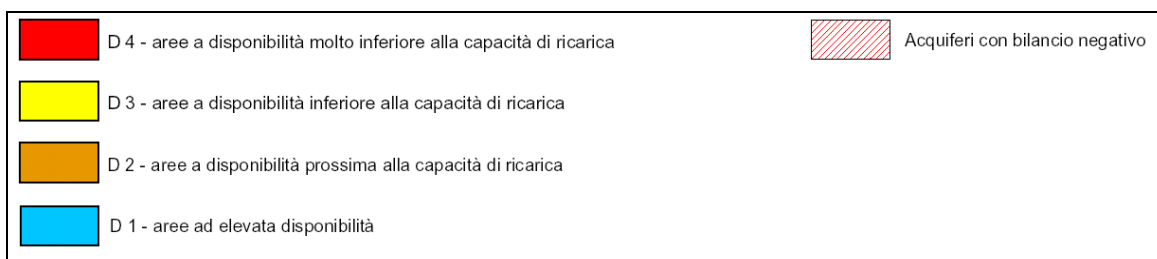 D 4 - aree a disponibilità molto inferiore alla capacità di ricarica
Acquiferi con bilancio negativo
D 3 - aree a disponibilità inferiore alla capacità di ricarica
D 2 - aree a disponibilità prossima alla capacità di ricarica
D 1 - aree ad elevata disponibilità